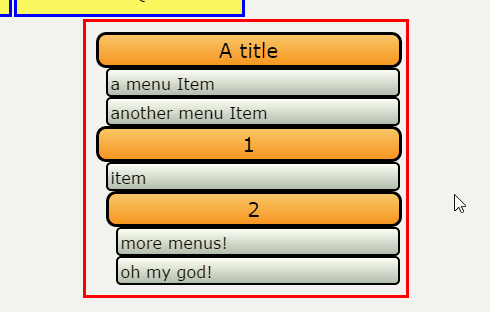 A title
a menu Item
another menu Item
1
item
2
more menus!
oh my god!